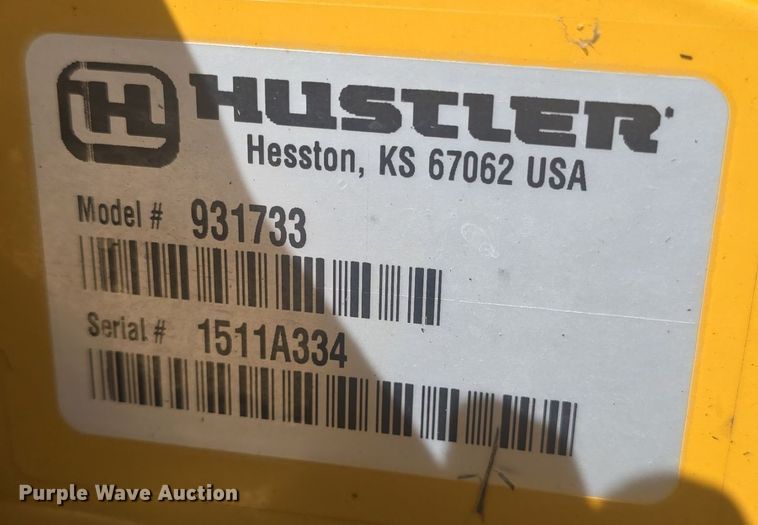 H HUSTLER
Hesston, KS 67062 USA
Model # 931733
Serial # 1511A334
Purple Wave Auction